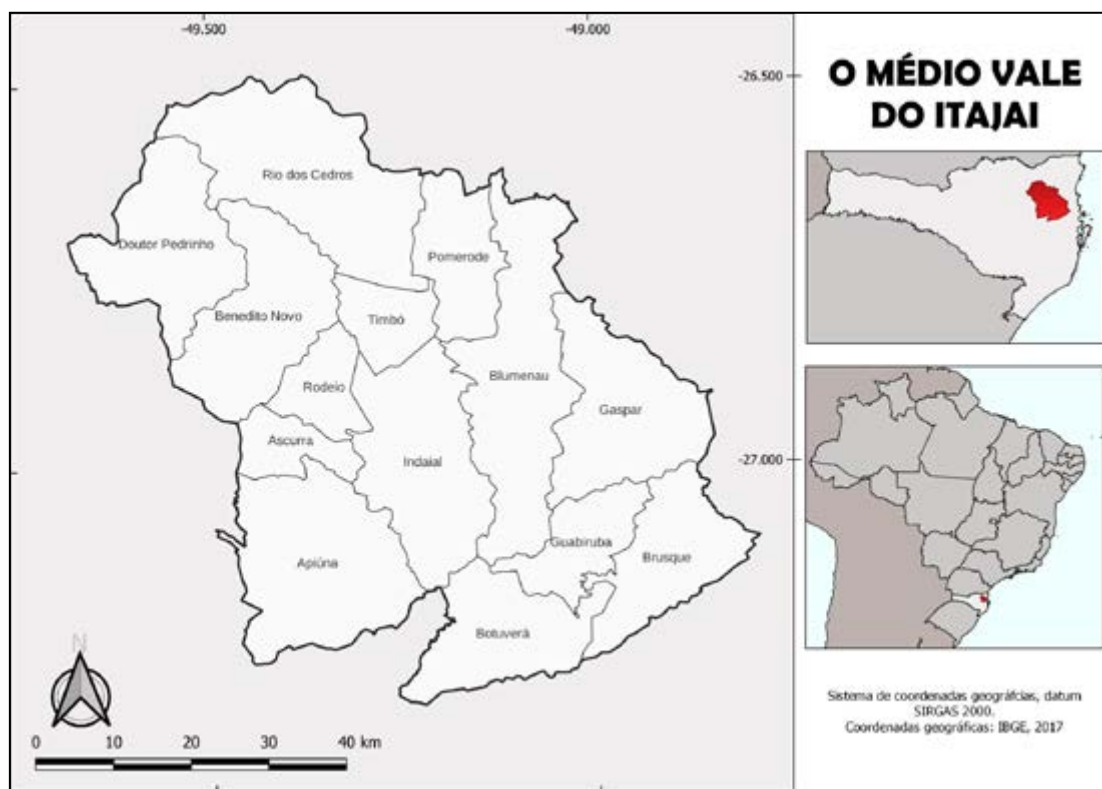 -49.500
-49.000
-26.500
-27.000
Rio dos Cedros
Doutor Pedrinho
Pomerode
Benedito Novo
Timbó
Rodeio
Blumenau
Gaspar
Ascurra
Indaial
Apiúna
Guabiruba
Brusque
Botuverá
N
0 10 20 30 40 km
O MÉDIO VALE
DO ITAJAI
Sistema de coordenadas geográfcias, datum
SIRGAS 2000.
Coordenadas geográficas: IBGE, 2017